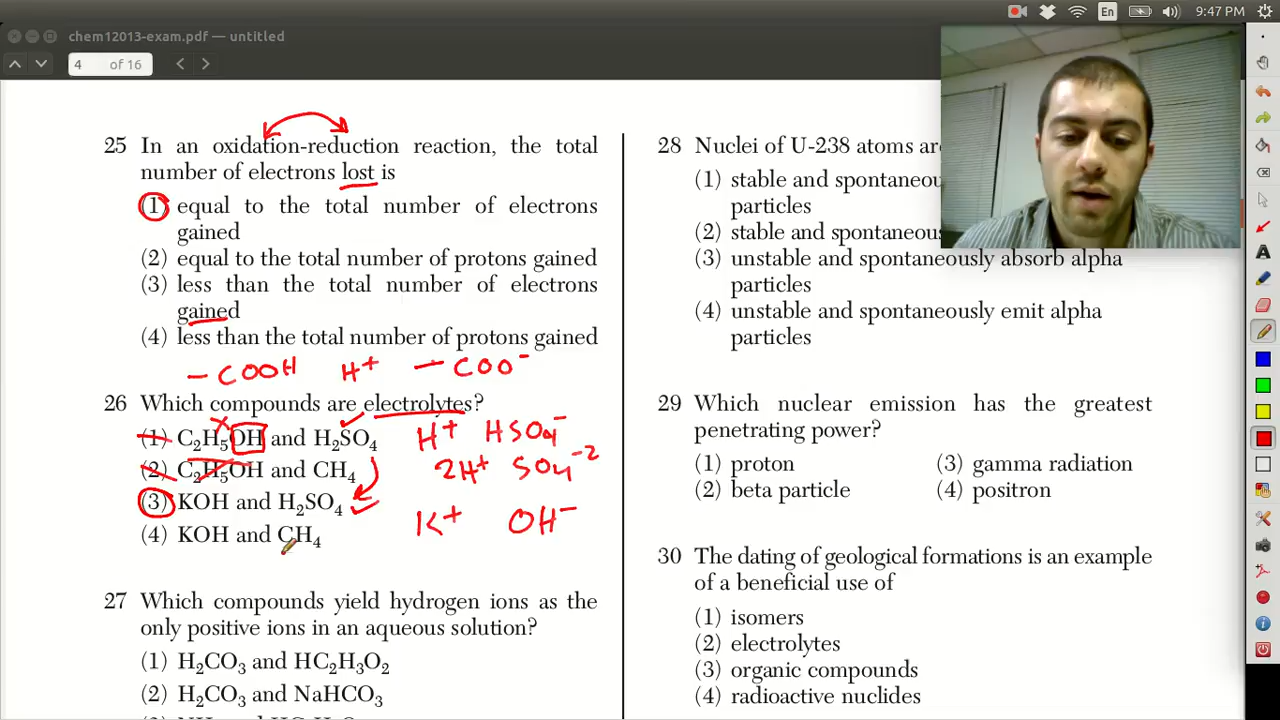 En
9:47 PM
chem12013-exam.pdf — untitled
4 of 16
25 In an oxidation-reduction reaction, the total
number of electrons lost is
(1) equal to the total number of electrons
gained
(2) equal to the total number of protons gained
(3) less than the total number of electrons
gained
(4) less than the total number of protons gained
−COOH H⁺ −COO⁻
26 Which compounds are electrolytes?
(1) C₂H₅OH and H₂SO₄ H⁺ HSO₄⁻
(2) C₂H₅OH and CH₄ 2H⁺ SO₄⁻²
(3) KOH and H₂SO₄
K⁺ OH⁻
(4) KOH and CH₄
27 Which compounds yield hydrogen ions as the
only positive ions in an aqueous solution?
(1) H₂CO₃ and HC₂H₃O₂
(2) H₂CO₃ and NaHCO₃
28 Nuclei of U-238 atoms
(1) stable and
particles
(2) stable and
(3) unstable and spontaneously absorb alpha
particles
(4) unstable and spontaneously emit alpha
particles
29 Which nuclear emission has the greatest
penetrating power?
(1) proton (3) gamma radiation
(2) beta particle (4) positron
30 The dating of geological formations is an example
of a beneficial use of
(1) isomers
(2) electrolytes
(3) organic compounds
(4) radioactive nuclides